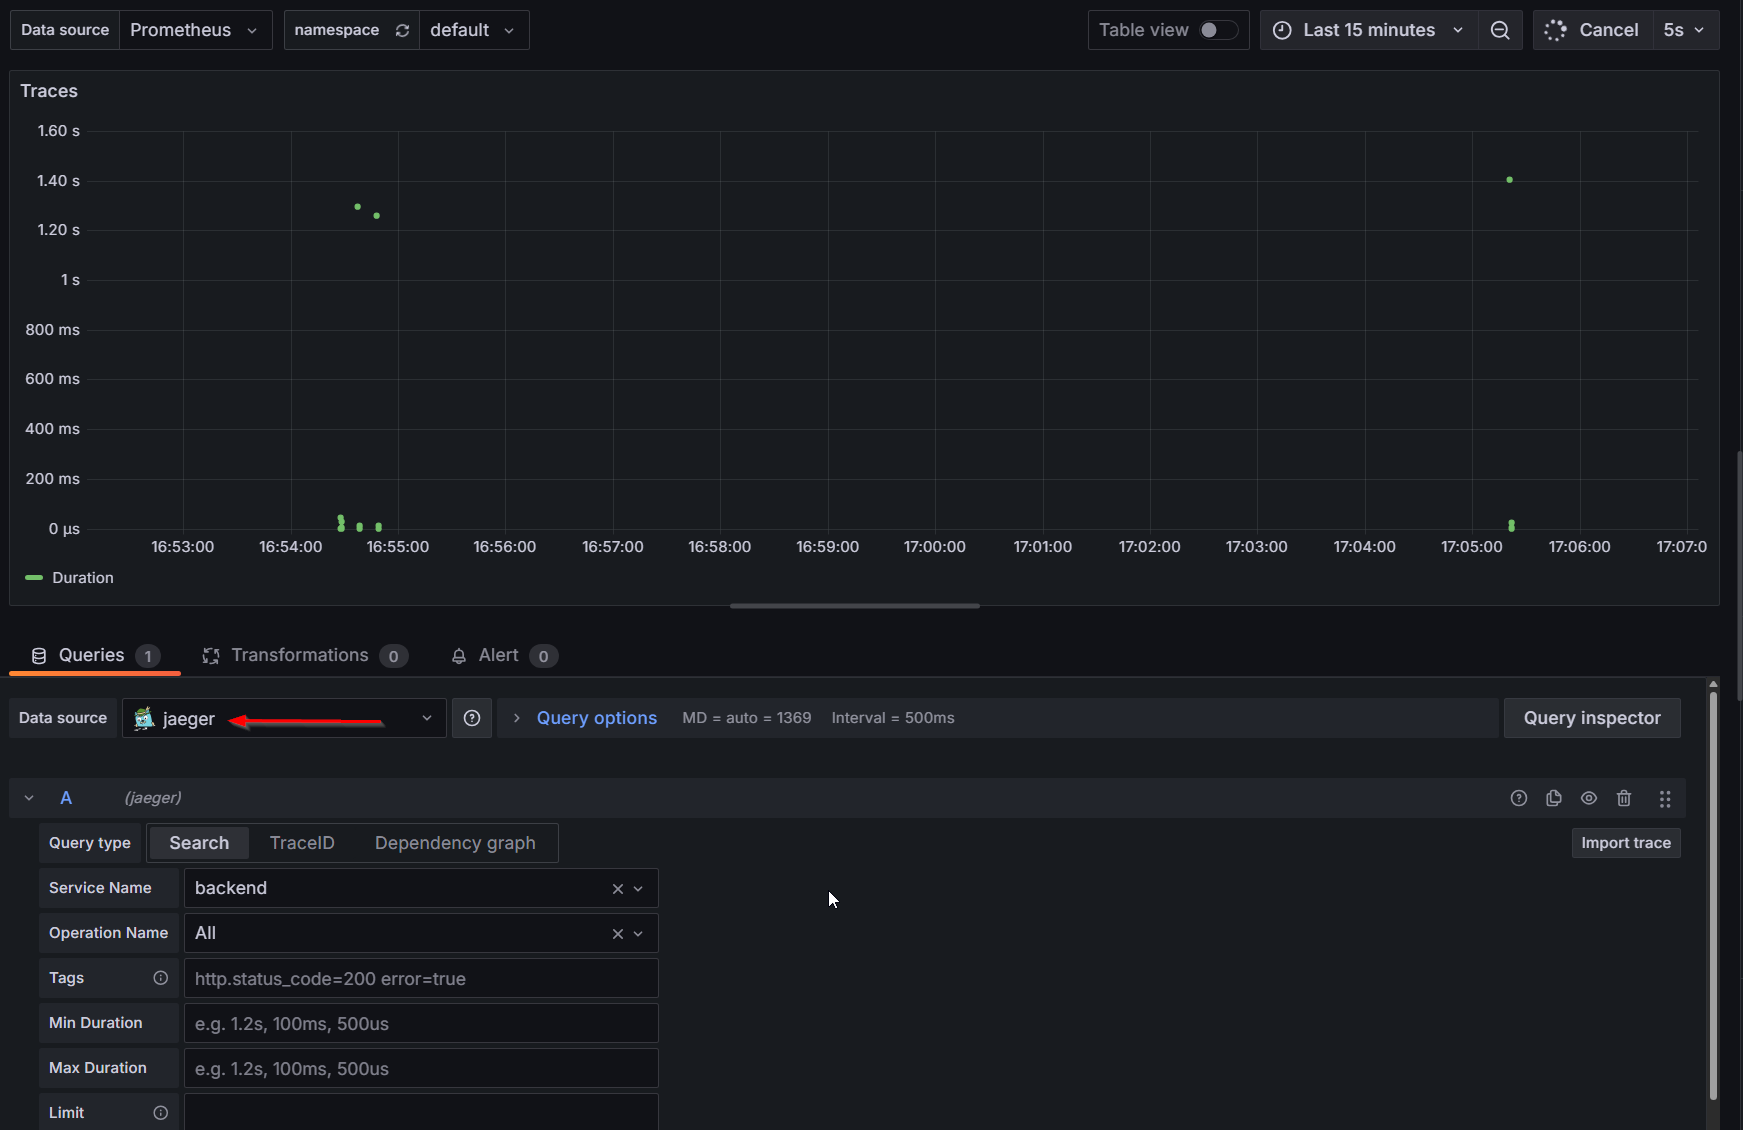 Data source Prometheus namespace default Table view Last 15 minutes Cancel 5s
Traces
1.60 s
1.40 s
1.20 s
1 s
800 ms
600 ms
400 ms
200 ms
0 µs
16:53:00 16:54:00 16:55:00 16:56:00 16:57:00 16:58:00 16:59:00 17:00:00 17:01:00 17:02:00 17:03:00 17:04:00 17:05:00 17:06:00 17:07:0
Duration
Queries 1 Transformations 0 Alert 0
Data source jaeger Query options MD = auto = 1369 Interval = 500ms Query inspector
A (jaeger)
Query type Search TraceID Dependency graph Import trace
Service Name backend
Operation Name All
Tags http.status_code=200 error=true
Min Duration e.g. 1.2s, 100ms, 500us
Max Duration e.g. 1.2s, 100ms, 500us
Limit